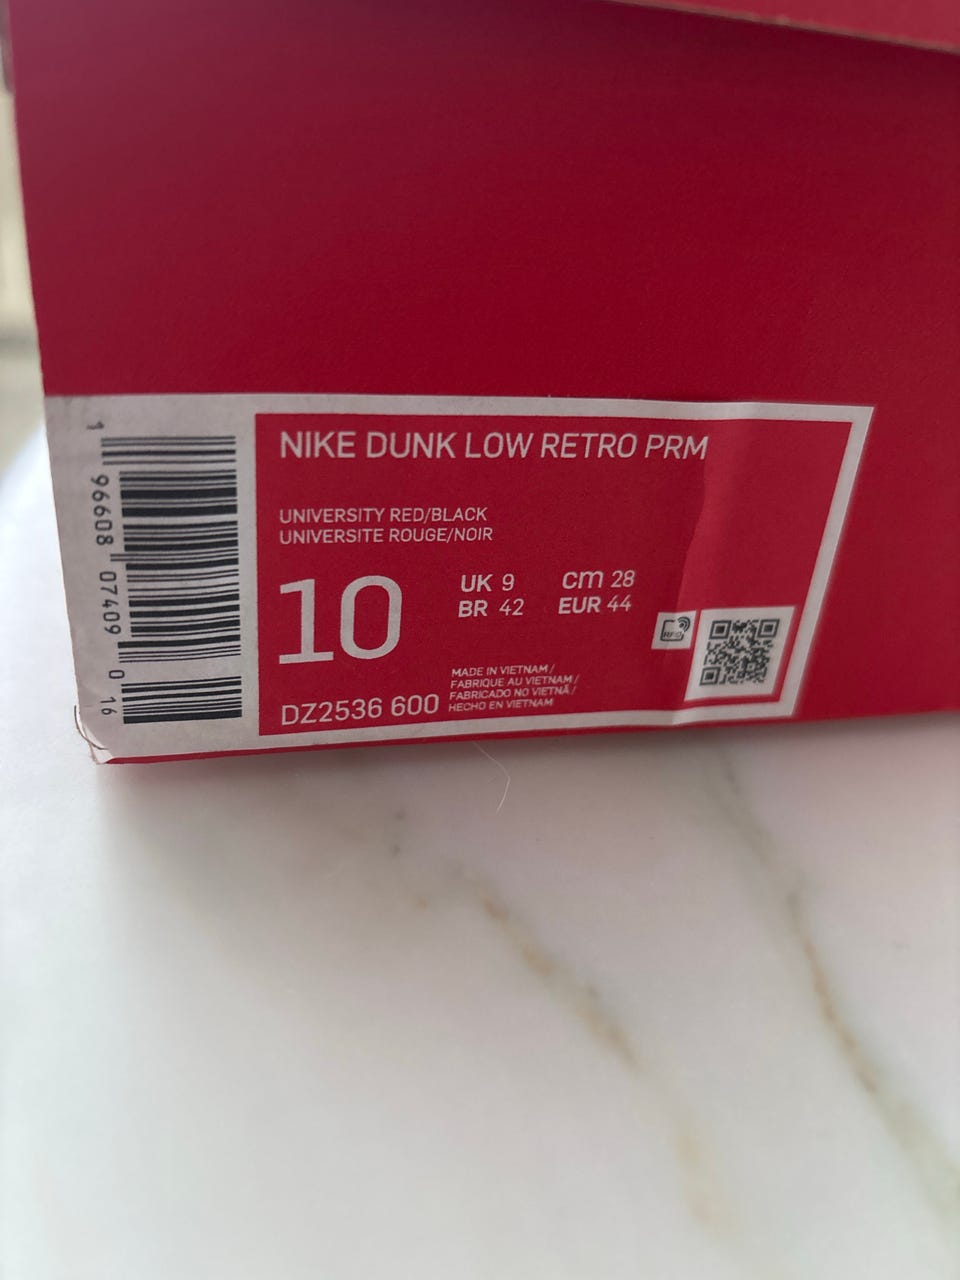 NIKE DUNK LOW RETRO PRM
UNIVERSITY RED/BLACK
UNIVERSITE ROUGE/NOIR
10
UK 9
cm 28
BR 42
EUR 44
RFID
MADE IN VIETNAM /
FABRIQUE AU VIETNAM /
FABRICADO NO VIETNÃ /
HECHO EN VIETNAM
DZ2536 600
1 96608 07409 0 16